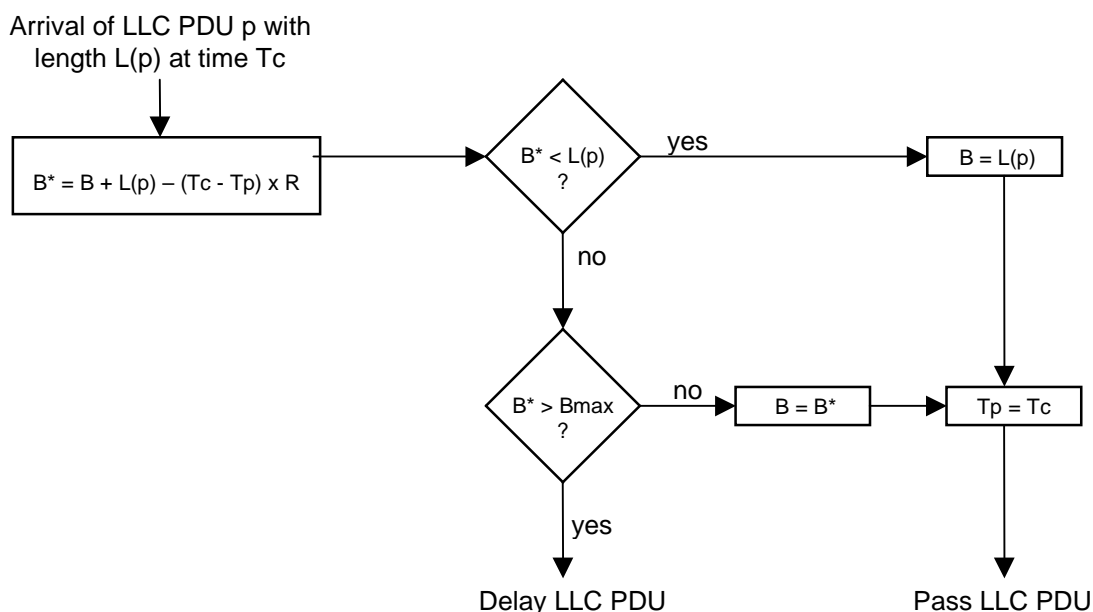 Arrival of LLC PDU p with
length L(p) at time Tc
B* = B + L(p) – (Tc - Tp) x R
B* < L(p)
?
yes
B = L(p)
no
B* > Bmax
?
no
B = B*
Tp = Tc
yes
Delay LLC PDU
Pass LLC PDU